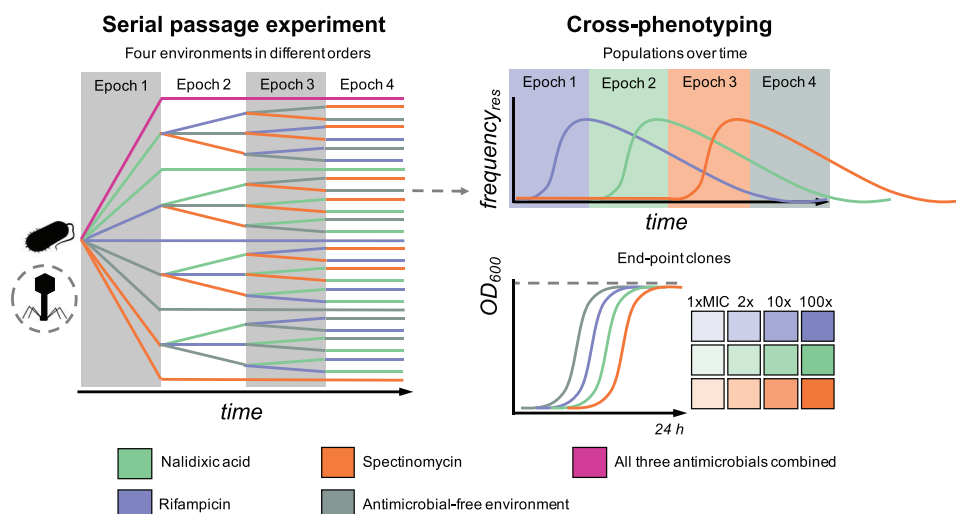 Serial passage experiment
Four environments in different orders
Epoch 1
Epoch 2
Epoch 3
Epoch 4
time
Cross-phenotyping
Populations over time
Epoch 1
Epoch 2
Epoch 3
Epoch 4
frequency_res
time
End-point clones
OD_600
24 h
1xMIC 2x 10x 100x
Nalidixic acid
Spectinomycin
All three antimicrobials combined
Rifampicin
Antimicrobial-free environment